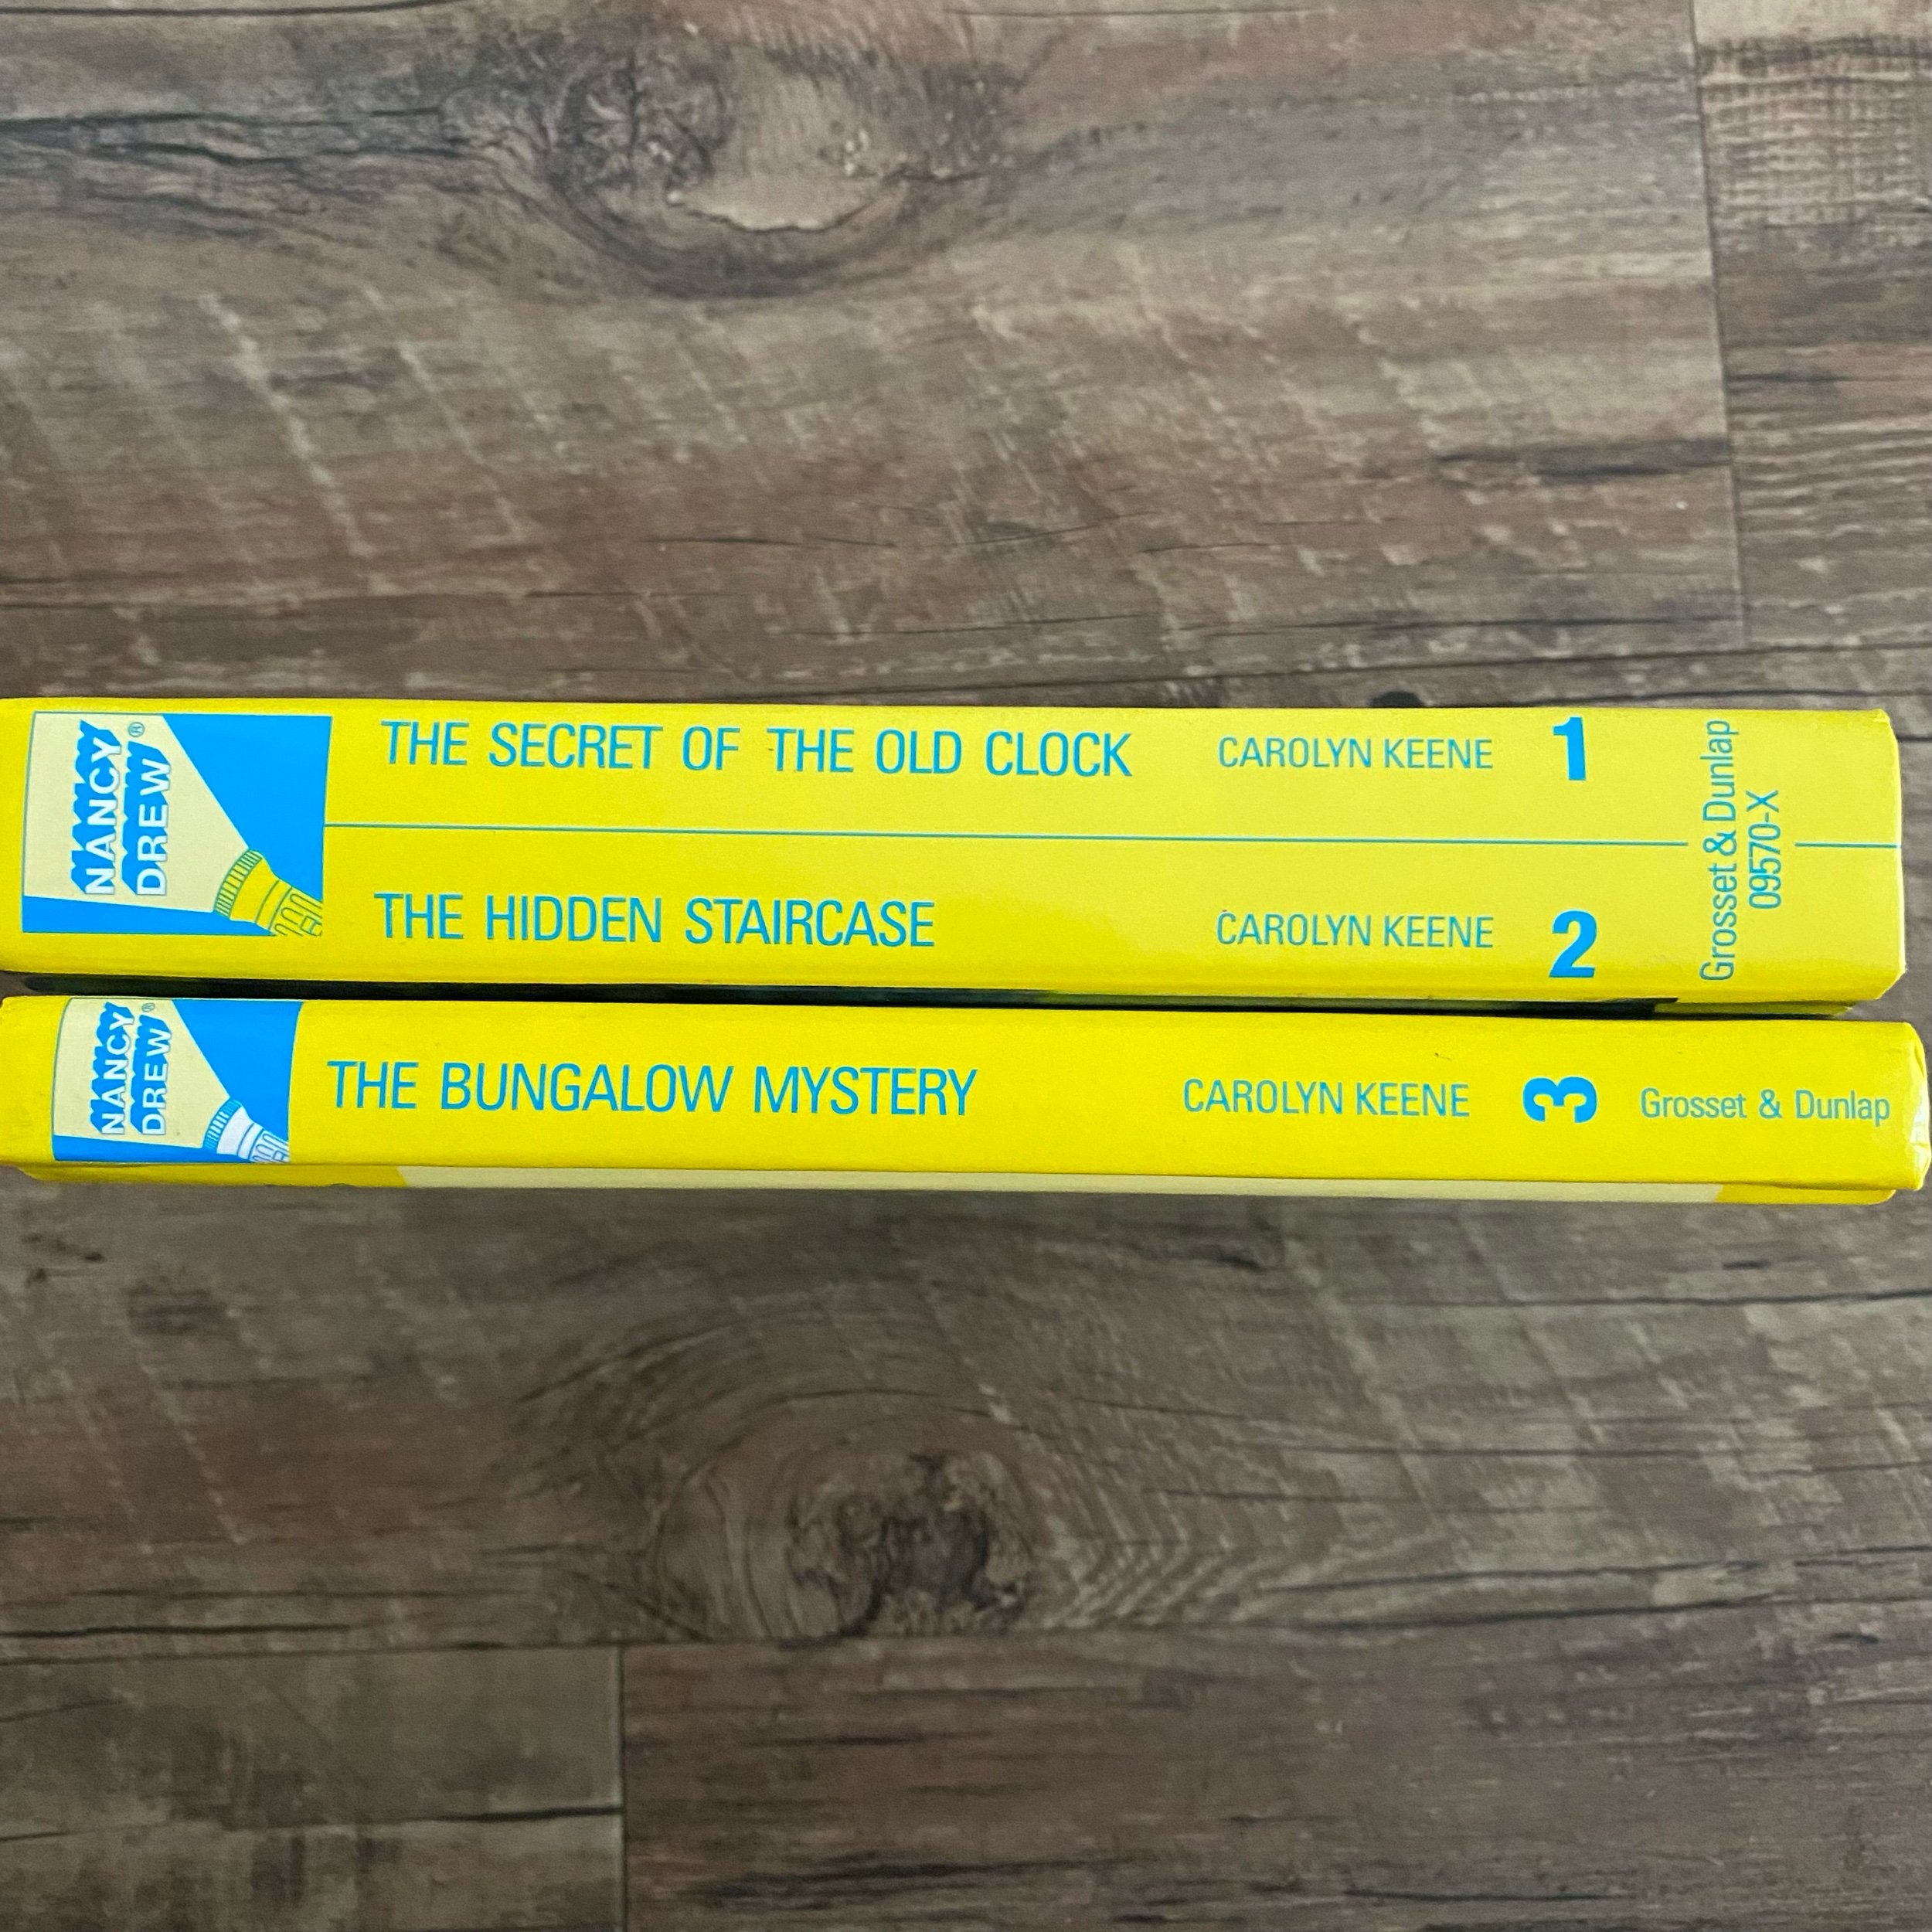 NANCY
DREW®
THE SECRET OF THE OLD CLOCK CAROLYN KEENE 1
THE HIDDEN STAIRCASE CAROLYN KEENE 2
Grosset & Dunlap
09570-X
NANCY
DREW®
THE BUNGALOW MYSTERY CAROLYN KEENE 3 Grosset & Dunlap